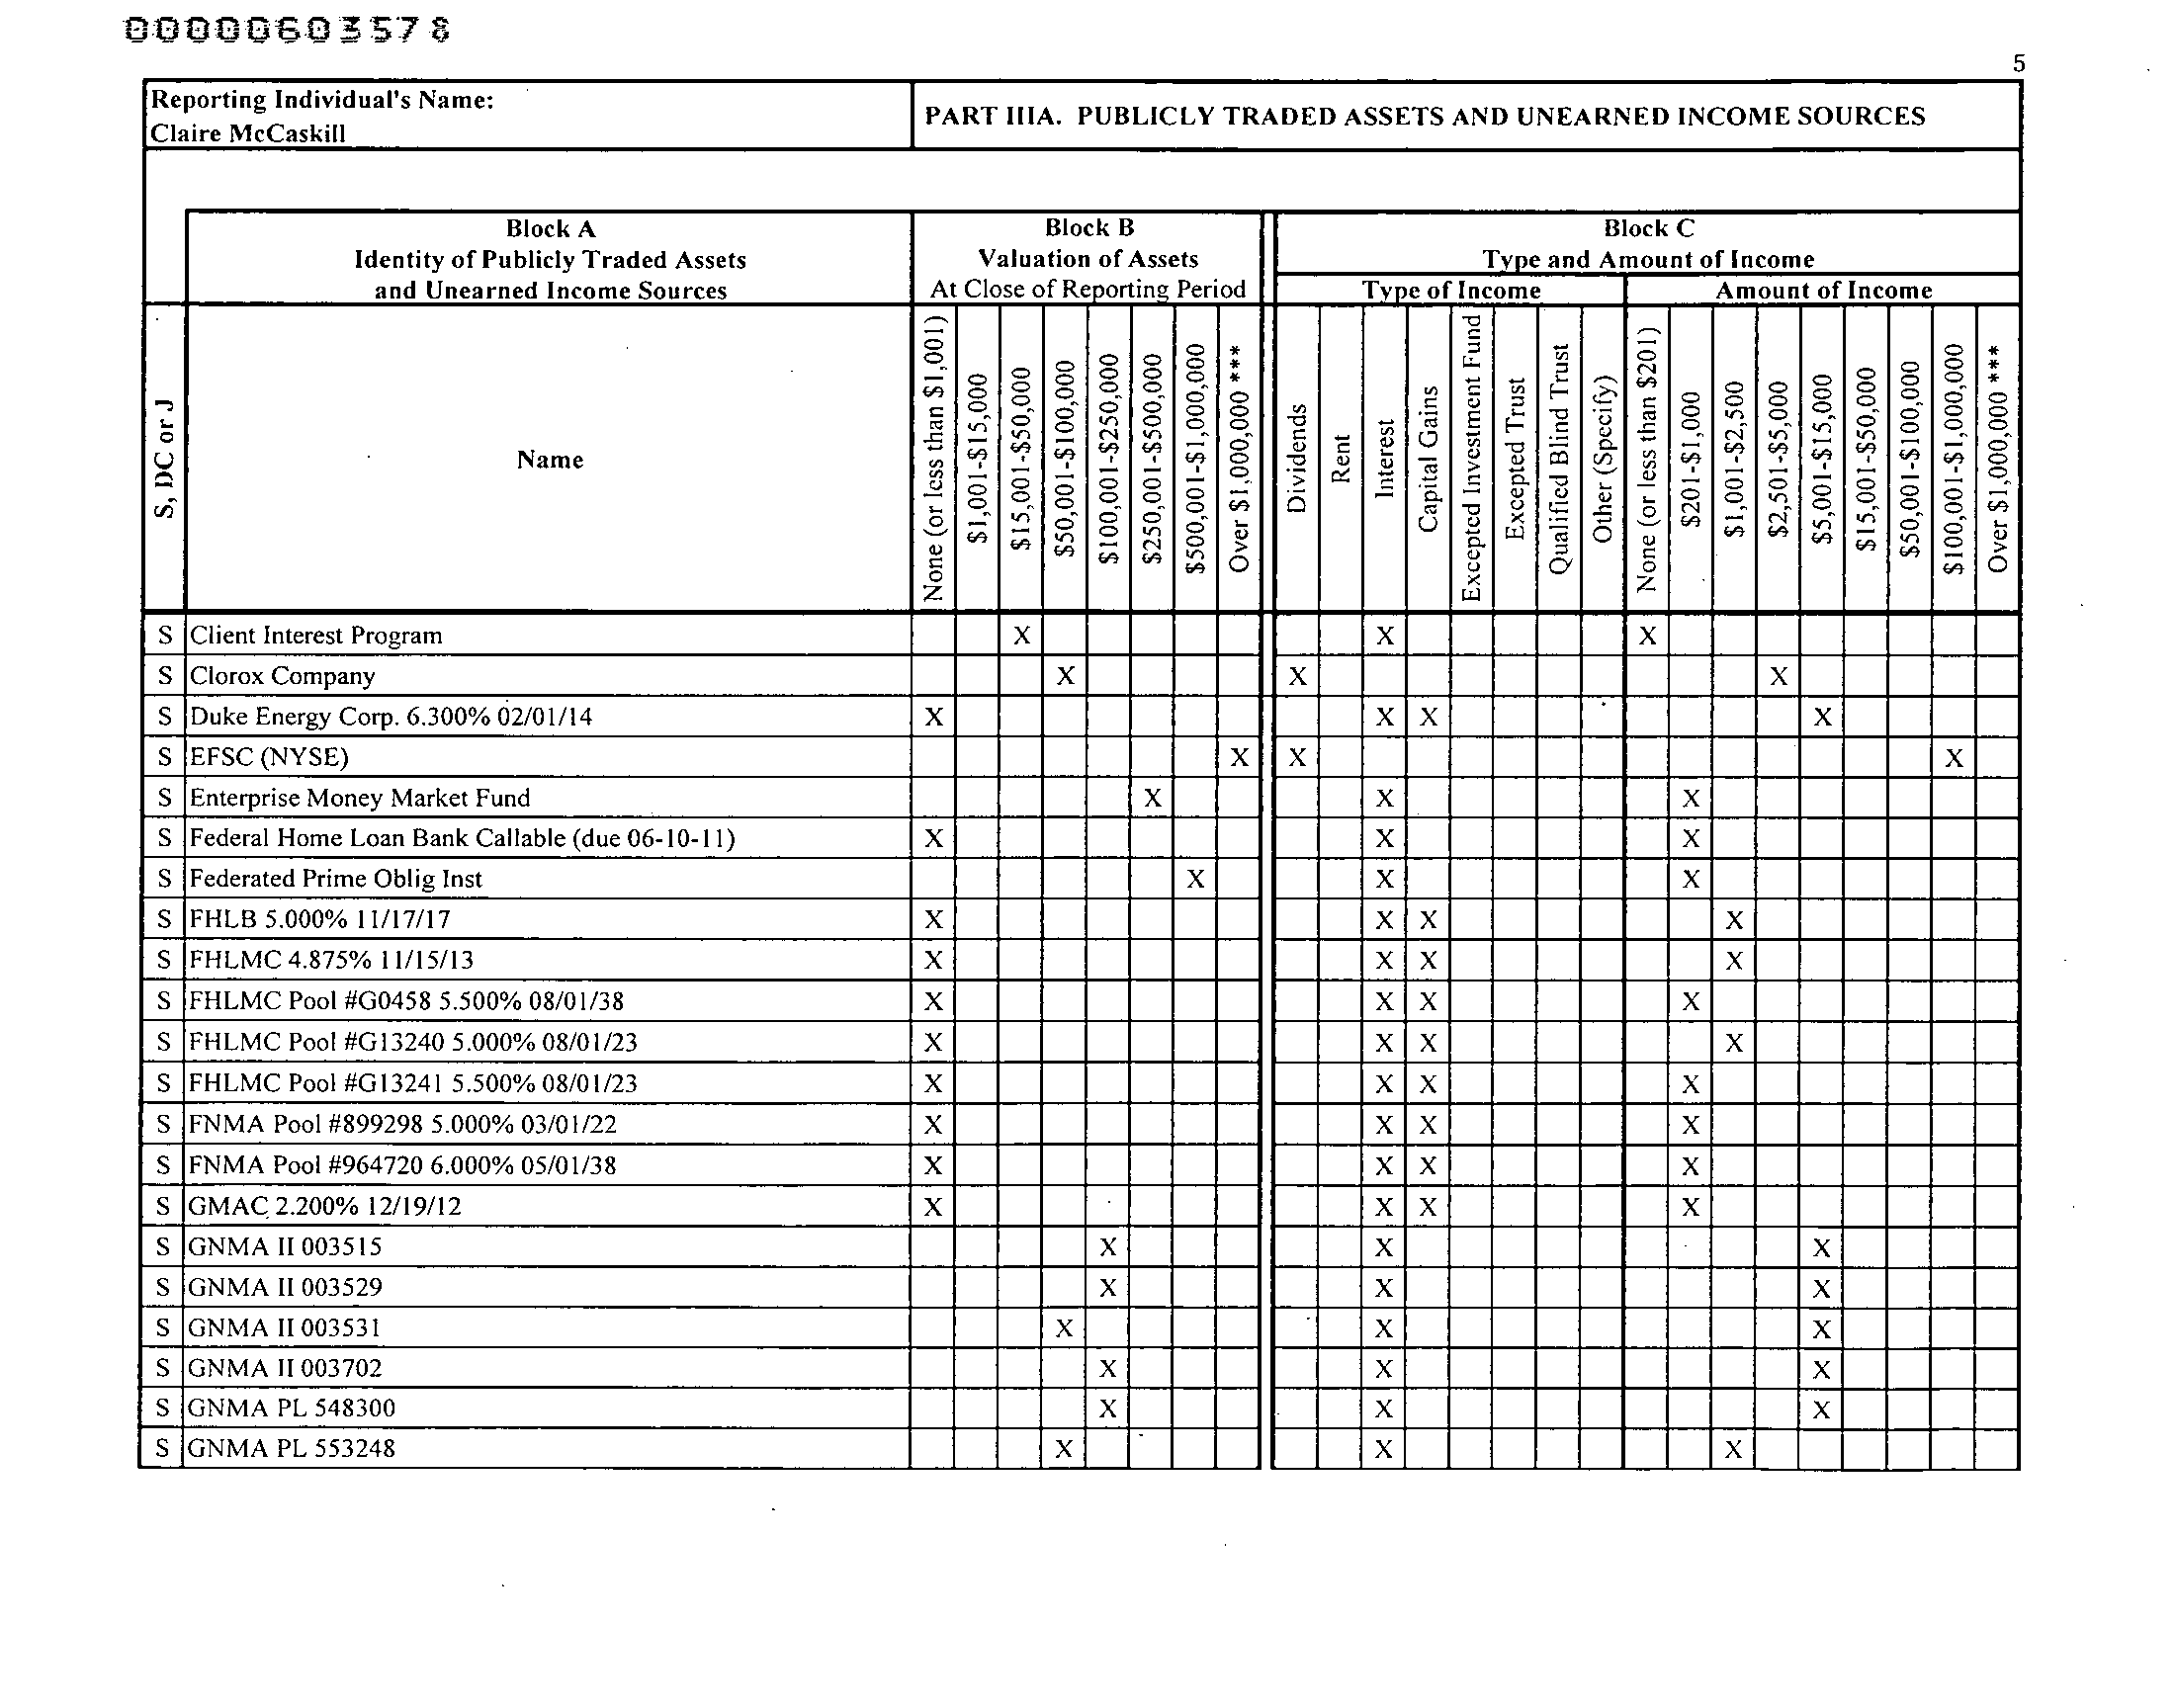 00000603578
5
Reporting Individual's Name:
Claire McCaskill
PART IIIA. PUBLICLY TRADED ASSETS AND UNEARNED INCOME SOURCES
Block A
Identity of Publicly Traded Assets
and Unearned Income Sources
Block B
Valuation of Assets
At Close of Reporting Period
Block C
Type and Amount of Income
Type of Income
Amount of Income
S, DC or J
Name
None (or less than $1,001)
$1,001-$15,000
$15,001-$50,000
$50,001-$100,000
$100,001-$250,000
$250,001-$500,000
$500,001-$1,000,000
Over $1,000,000 ***
Dividends
Rent
Interest
Capital Gains
Excepted Investment Fund
Excepted Trust
Qualified Blind Trust
Other (Specify)
None (or less than $201)
$201-$1,000
$1,001-$2,500
$2,501-$5,000
$5,001-$15,000
$15,001-$50,000
$50,001-$100,000
$100,001-$1,000,000
Over $1,000,000 ***
S Client Interest Program X X X
S Clorox Company X X X
S Duke Energy Corp. 6.300% 02/01/14 X X X X
S EFSC (NYSE) X X X
S Enterprise Money Market Fund X X X
S Federal Home Loan Bank Callable (due 06-10-11) X X X
S Federated Prime Oblig Inst X X X
S FHLB 5.000% 11/17/17 X X X X
S FHLMC 4.875% 11/15/13 X X X X
S FHLMC Pool #G0458 5.500% 08/01/38 X X X X
S FHLMC Pool #G13240 5.000% 08/01/23 X X X X
S FHLMC Pool #G13241 5.500% 08/01/23 X X X X
S FNMA Pool #899298 5.000% 03/01/22 X X X X
S FNMA Pool #964720 6.000% 05/01/38 X X X X
S GMAC 2.200% 12/19/12 X X X X
S GNMA II 003515 X X X
S GNMA II 003529 X X X
S GNMA II 003531 X X X
S GNMA II 003702 X X X
S GNMA PL 548300 X X X
S GNMA PL 553248 X X X